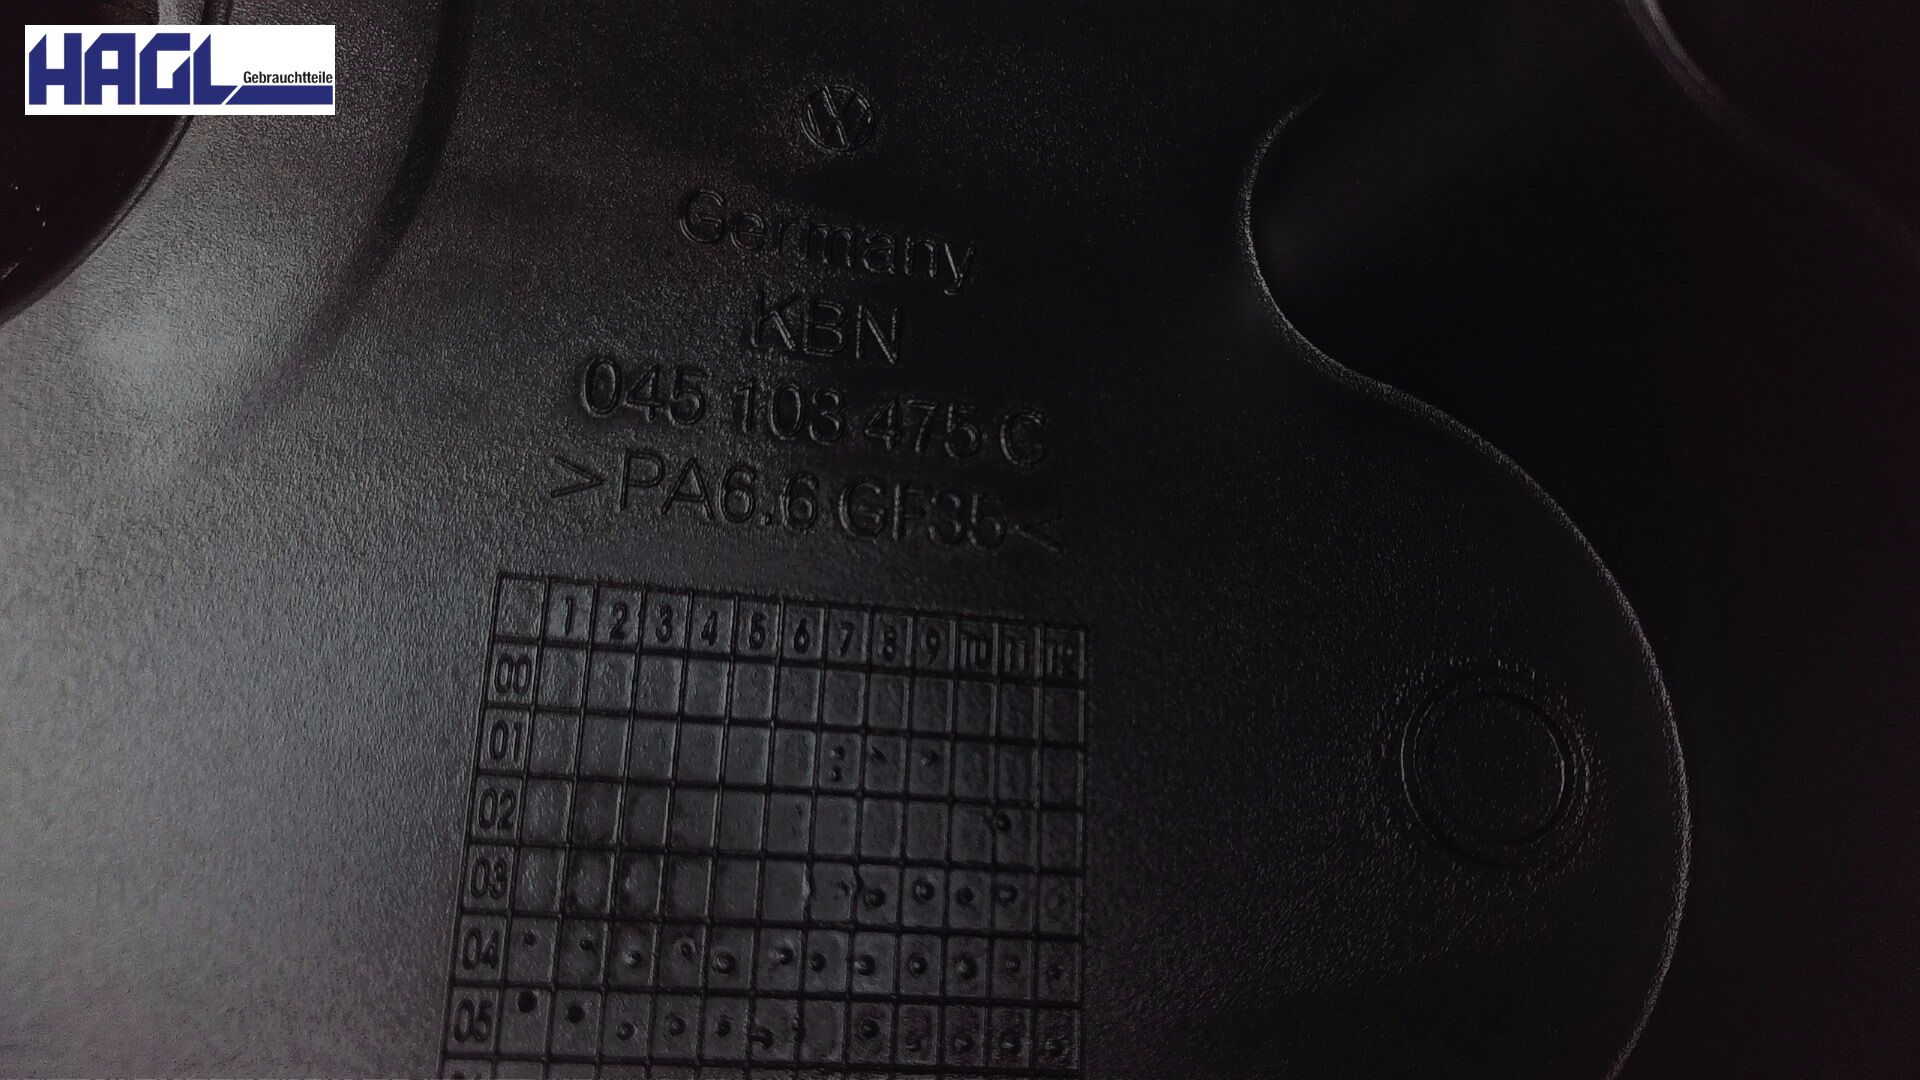 HAGL Gebrauchtteile
Germany
KBN
045 103 475 C
>PA6.6 GF35<
1 2 3 4 5 6 7 8 9 10 11 12
00
01
02
03
04
05